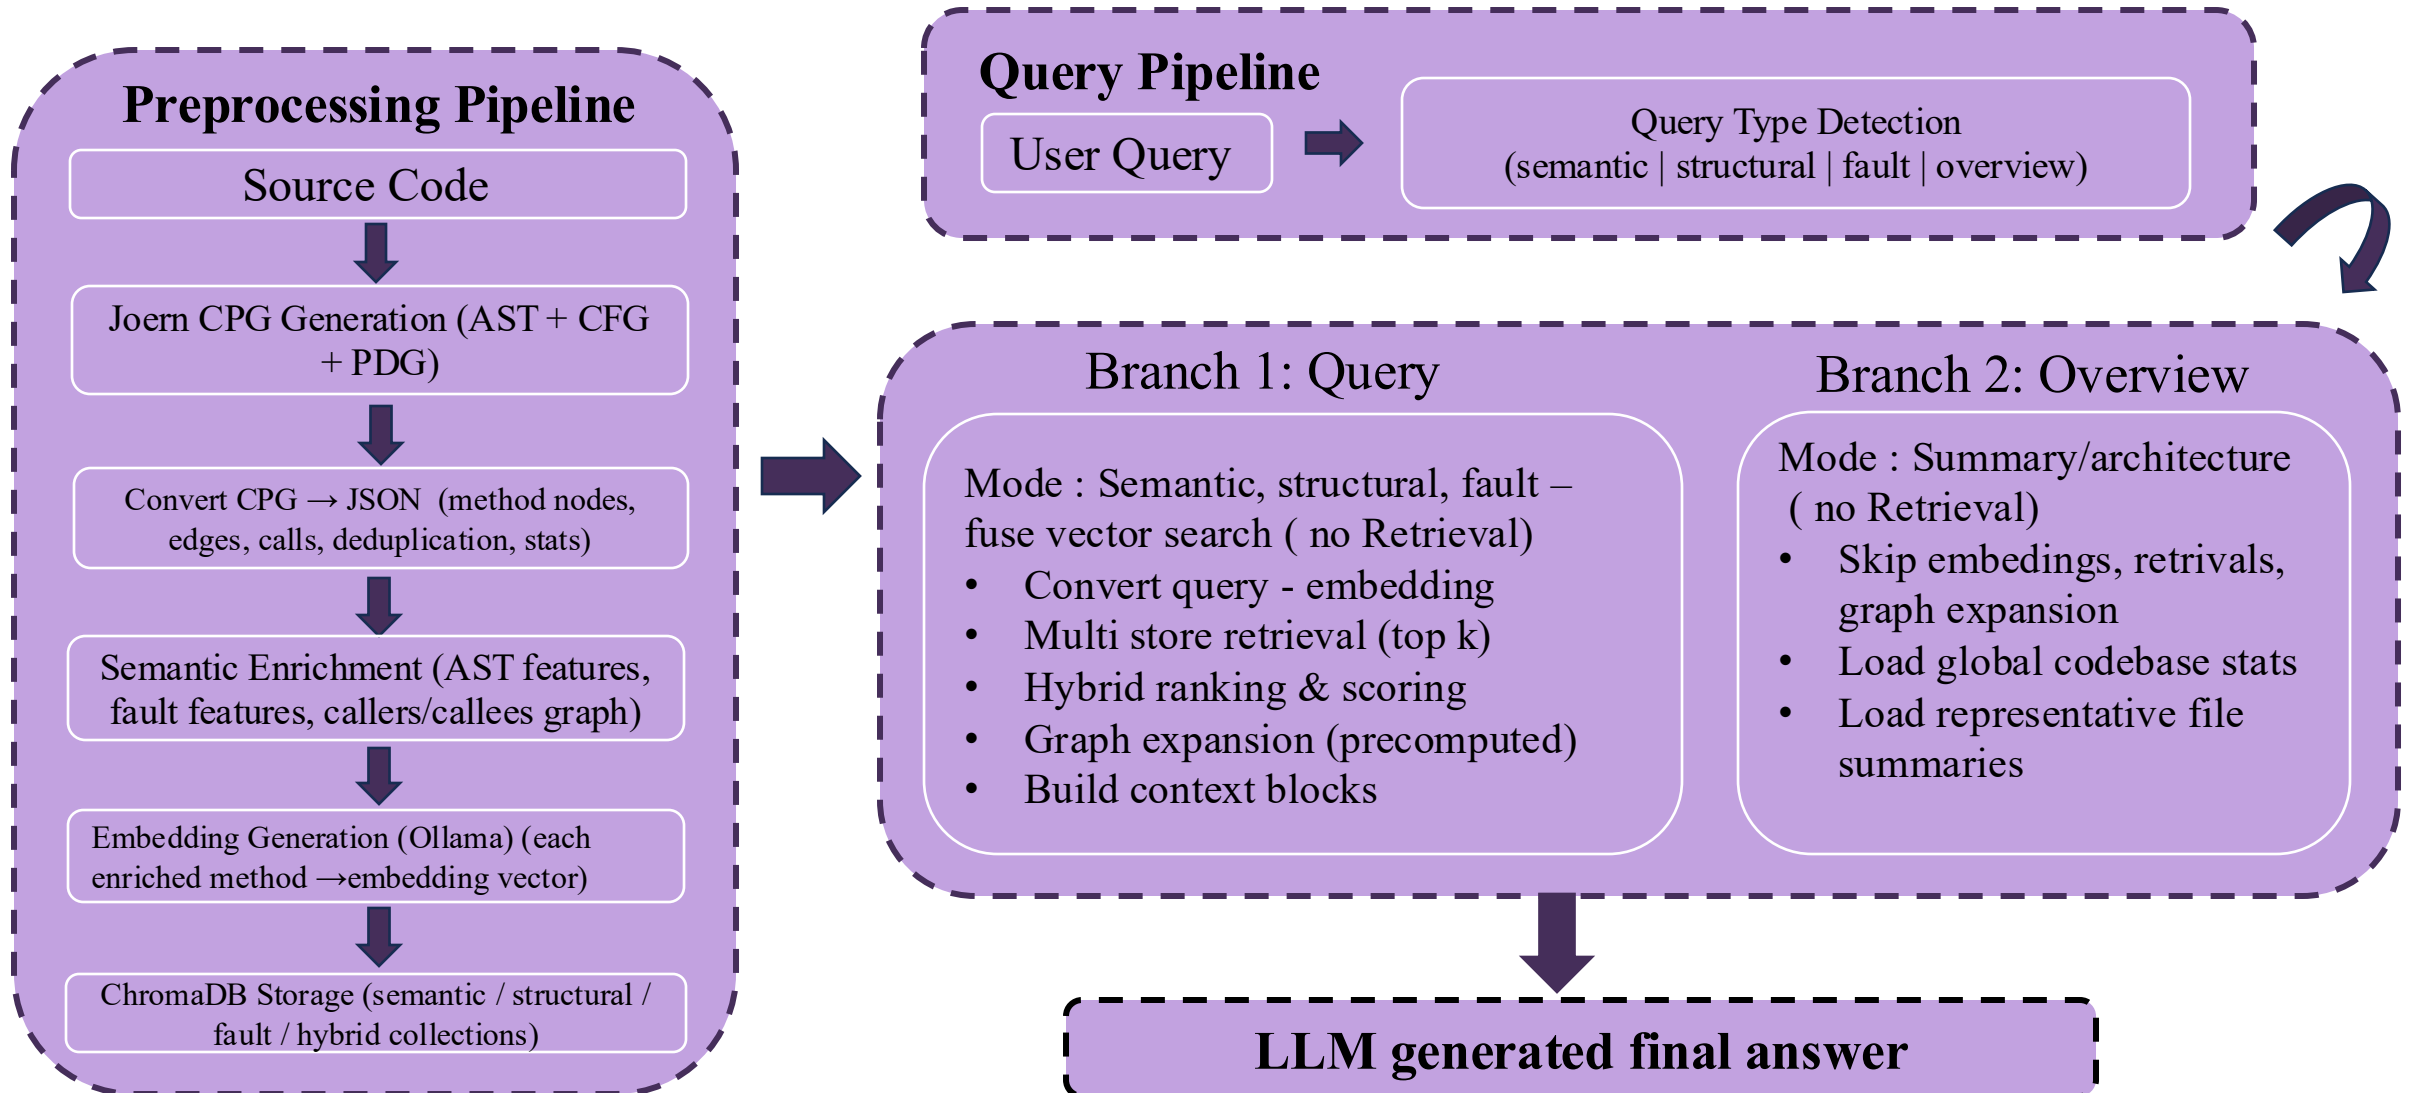 Preprocessing Pipeline
Source Code
Joern CPG Generation (AST + CFG
+ PDG)
Convert CPG → JSON (method nodes,
edges, calls, deduplication, stats)
Semantic Enrichment (AST features,
fault features, callers/callees graph)
Embedding Generation (Ollama) (each
enriched method →embedding vector)
ChromaDB Storage (semantic / structural /
fault / hybrid collections)
Query Pipeline
User Query
Query Type Detection
(semantic | structural | fault | overview)
Branch 1: Query
Mode : Semantic, structural, fault –
fuse vector search ( no Retrieval)
• Convert query - embedding
• Multi store retrieval (top k)
• Hybrid ranking & scoring
• Graph expansion (precomputed)
• Build context blocks
Branch 2: Overview
Mode : Summary/architecture
( no Retrieval)
• Skip embedings, retrivals,
graph expansion
• Load global codebase stats
• Load representative file
summaries
LLM generated final answer